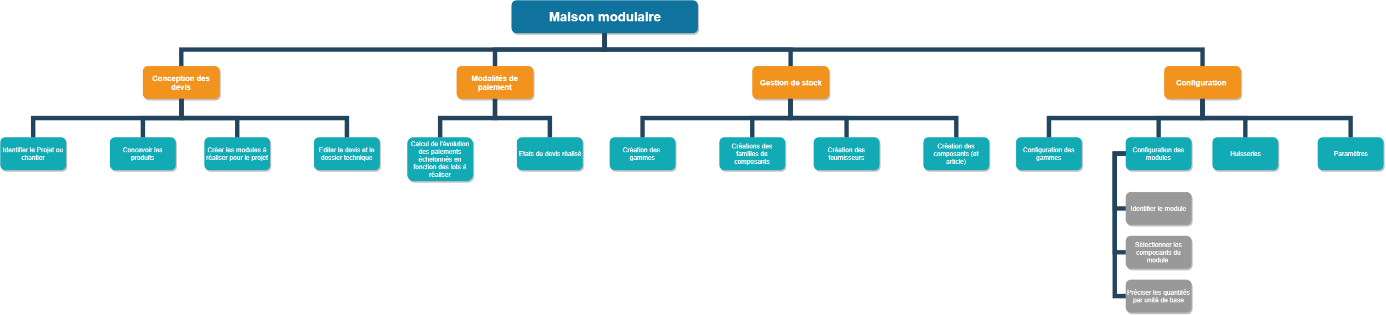 Maison modulaire
Conception des
devis
Modalités de
paiement
Gestion de stock
Configuration
Identifier le Projet ou
chantier
Concevoir les
produits
Créer les modules à
réaliser pour le projet
Editer le devis et le
dossier technique
Calcul de l'évolution
des paiements
échelonnés en
fonction des lots à
réaliser
Etats du devis réalisé
Création des
gammes
Créations des
familles de
composants
Création des
fournisseurs
Création des
composants (et
article)
Configuration des
gammes
Configuration des
modules
Huisseries
Paramètres
Identifier le module
Sélectionner les
composants du
module
Préciser les quantités
par unité de base